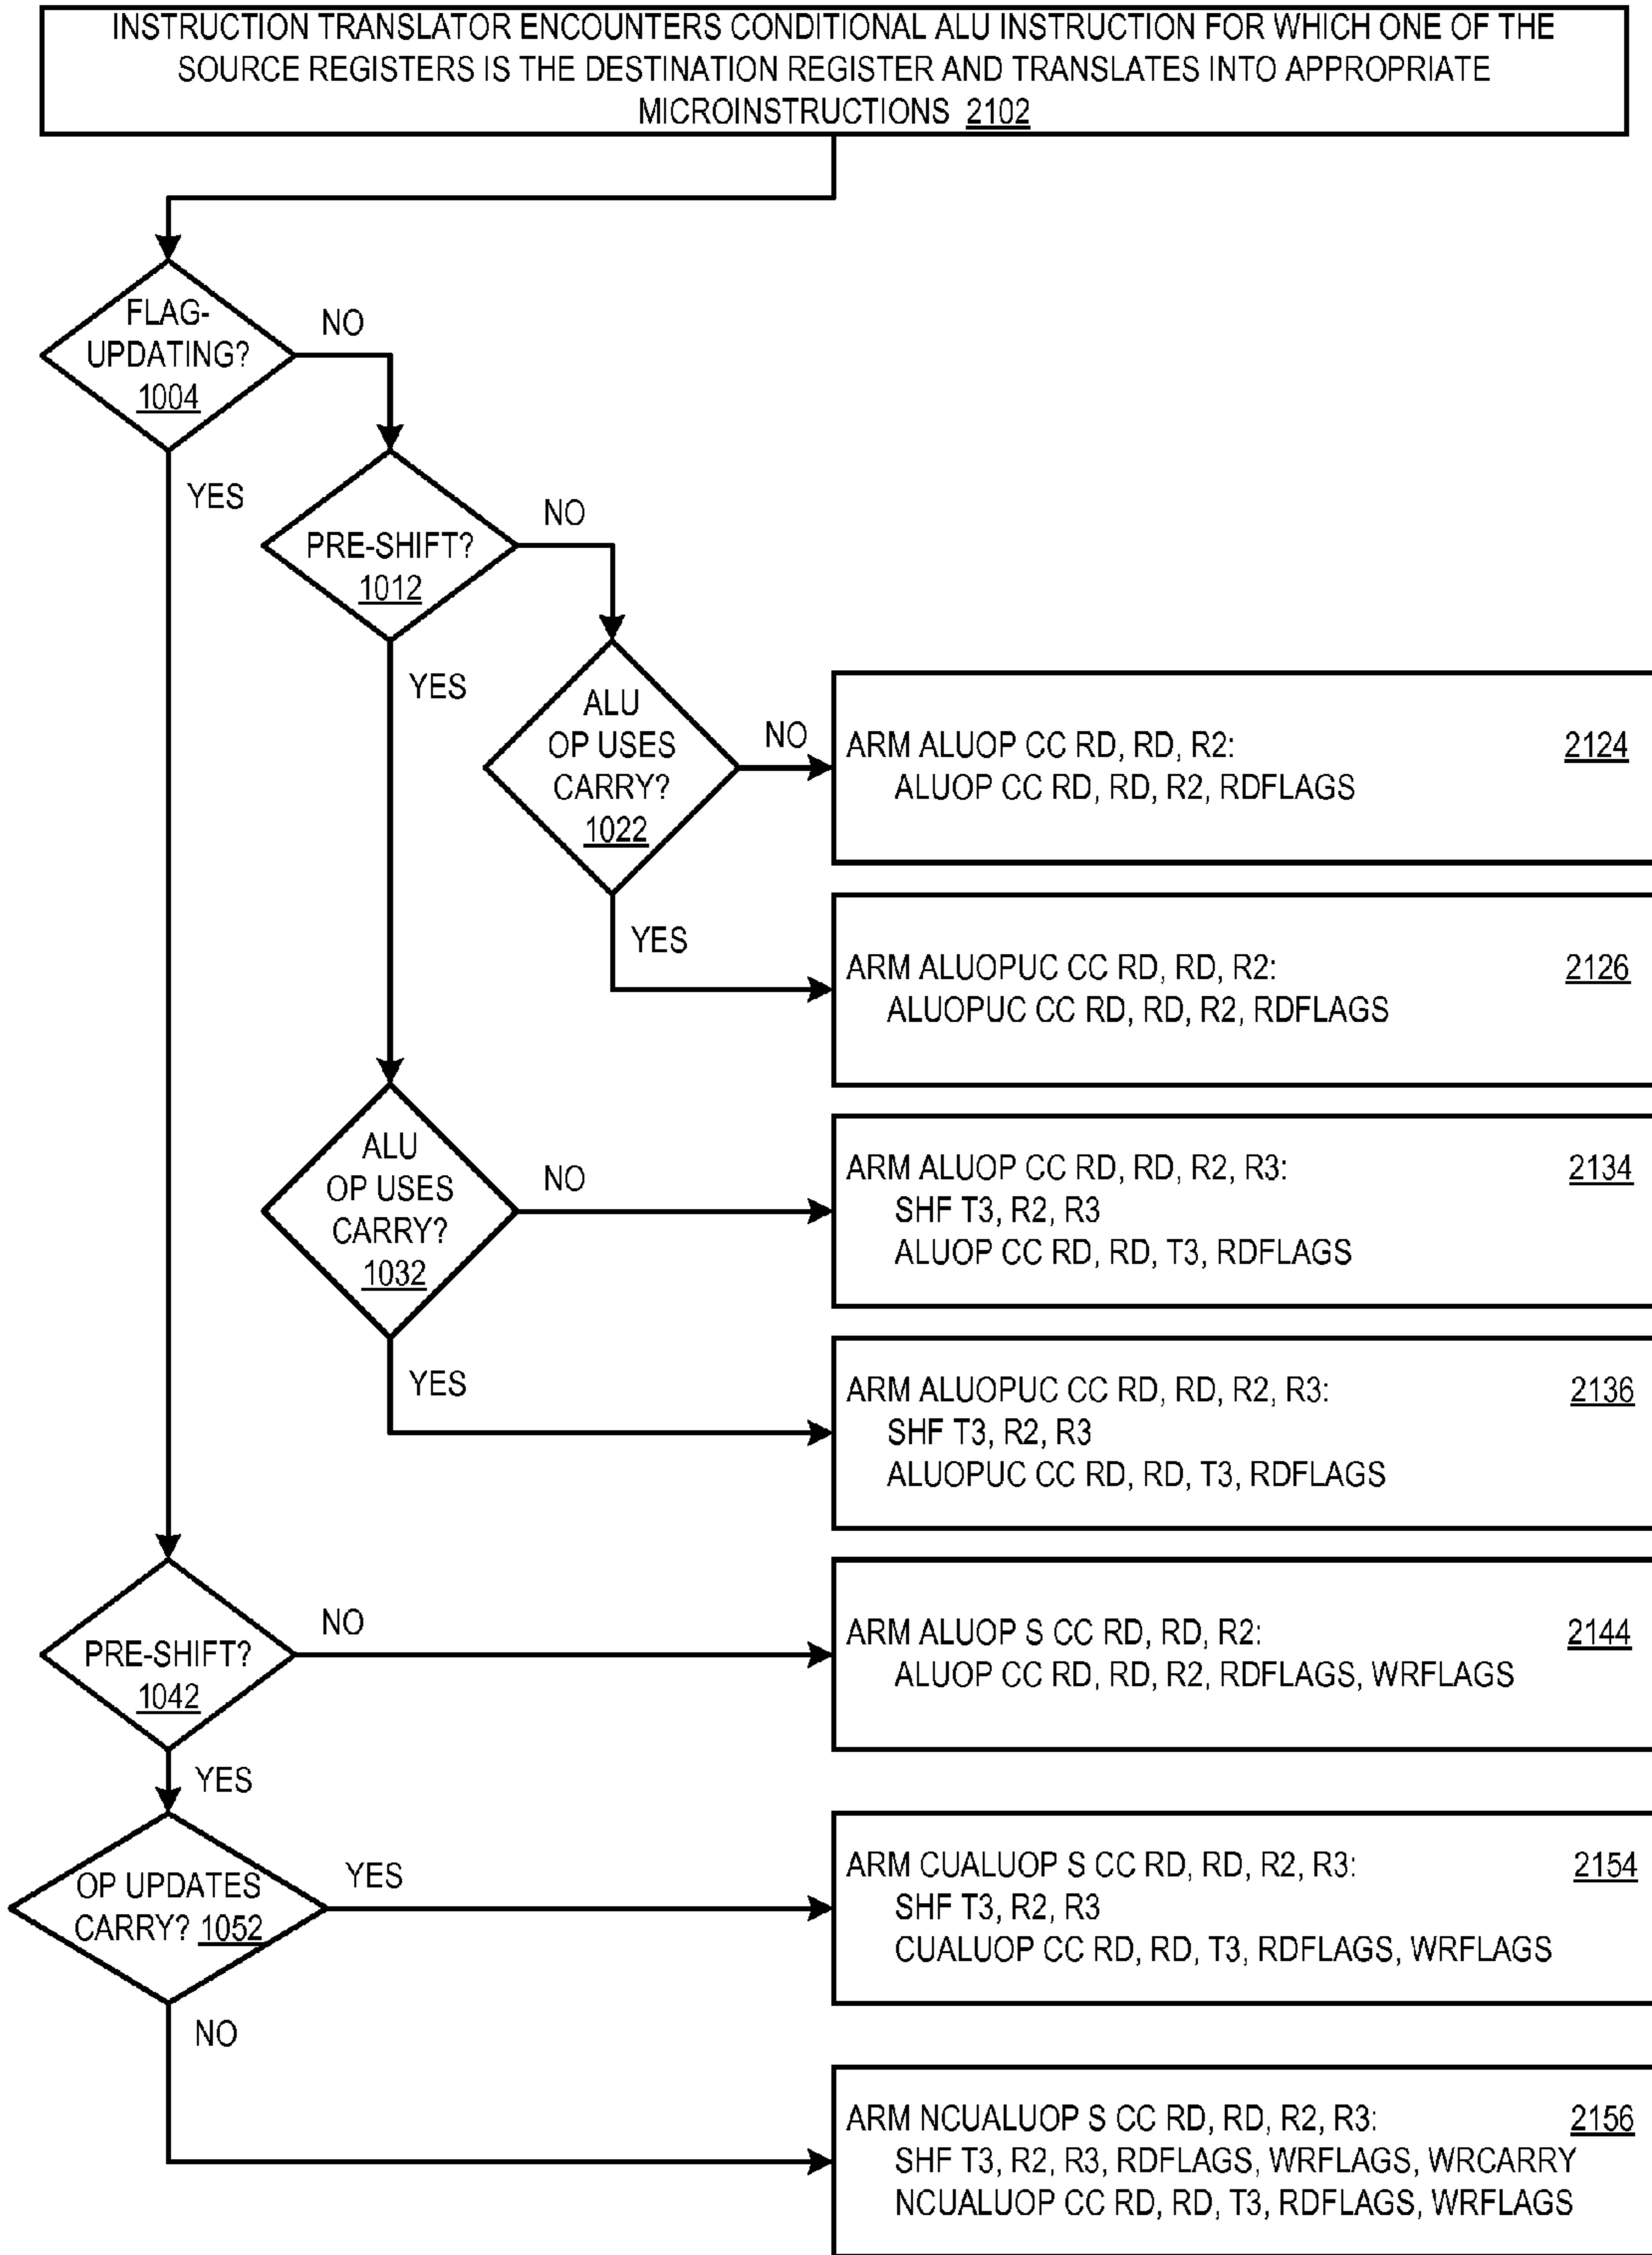 INSTRUCTION TRANSLATOR ENCOUNTERS CONDITIONAL ALU INSTRUCTION FOR WHICH ONE OF THE
SOURCE REGISTERS IS THE DESTINATION REGISTER AND TRANSLATES INTO APPROPRIATE
MICROINSTRUCTIONS 2102
FLAG-
UPDATING?
1004
NO
YES
PRE-SHIFT?
1012
NO
YES
ALU
OP USES
CARRY?
1022
NO
YES
ARM ALUOP CC RD, RD, R2: 2124
ALUOP CC RD, RD, R2, RDFLAGS
ARM ALUOPUC CC RD, RD, R2: 2126
ALUOPUC CC RD, RD, R2, RDFLAGS
ALU
OP USES
CARRY?
1032
NO
YES
ARM ALUOP CC RD, RD, R2, R3: 2134
SHF T3, R2, R3
ALUOP CC RD, RD, T3, RDFLAGS
ARM ALUOPUC CC RD, RD, R2, R3: 2136
SHF T3, R2, R3
ALUOPUC CC RD, RD, T3, RDFLAGS
PRE-SHIFT?
1042
NO
YES
ARM ALUOP S CC RD, RD, R2: 2144
ALUOP CC RD, RD, R2, RDFLAGS, WRFLAGS
OP UPDATES
CARRY? 1052
YES
NO
ARM CUALUOP S CC RD, RD, R2, R3: 2154
SHF T3, R2, R3
CUALUOP CC RD, RD, T3, RDFLAGS, WRFLAGS
ARM NCUALUOP S CC RD, RD, R2, R3: 2156
SHF T3, R2, R3, RDFLAGS, WRFLAGS, WRCARRY
NCUALUOP CC RD, RD, T3, RDFLAGS, WRFLAGS